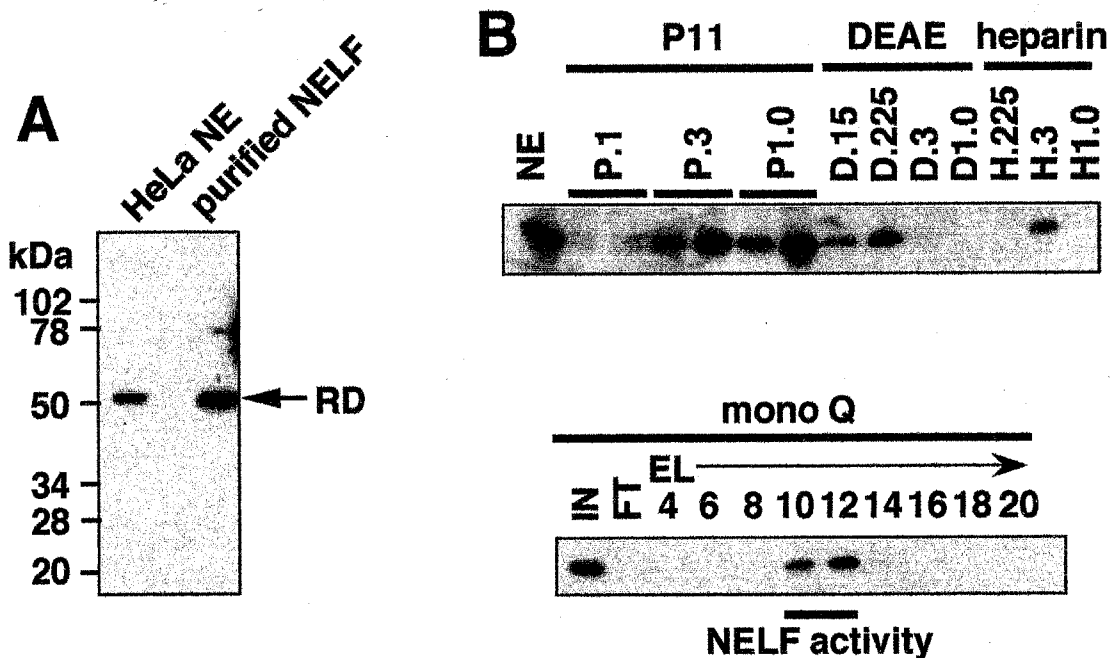 A
HeLa NE
purified NELF
kDa
102
78
50
34
28
20
RD
B
P11 DEAE heparin
NE P.1 P.3 P1.0 D.15 D.225 D.3 D1.0 H.225 H.3 H1.0
mono Q
EL
IN FT 4 6 8 10 12 14 16 18 20
NELF activity